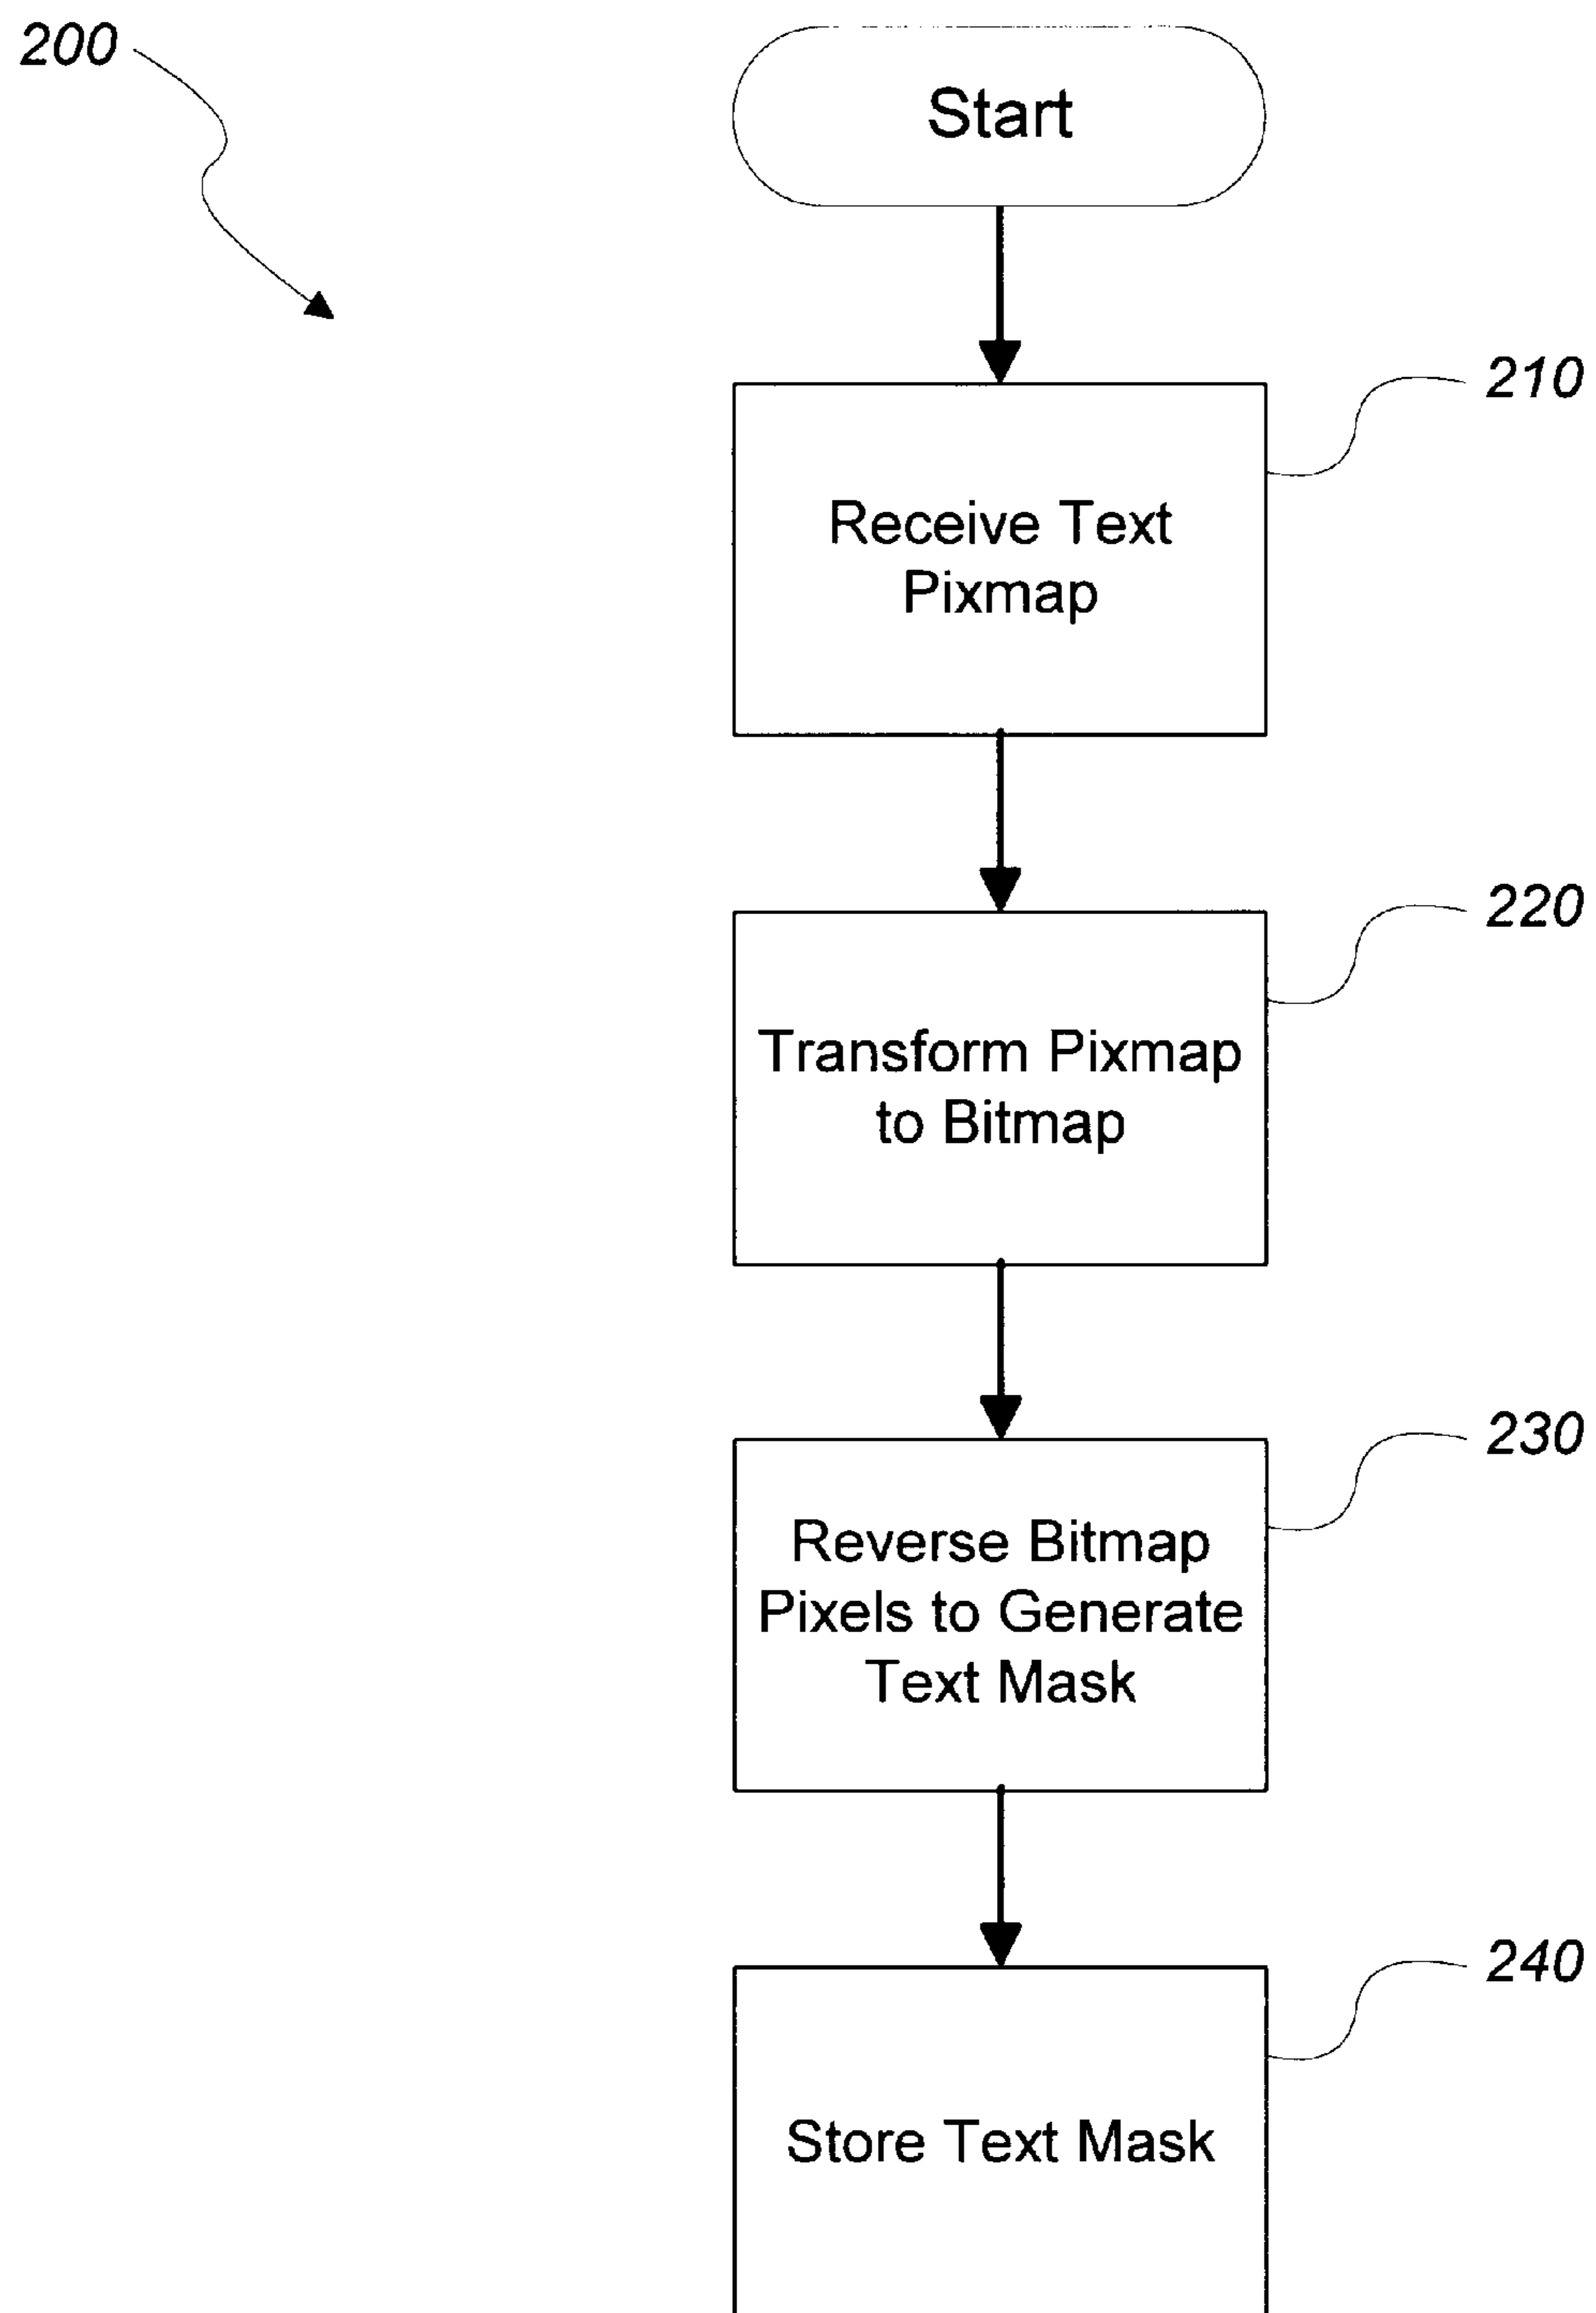 200
Start
210
Receive Text
Pixmap
220
Transform Pixmap
to Bitmap
230
Reverse Bitmap
Pixels to Generate
Text Mask
240
Store Text Mask